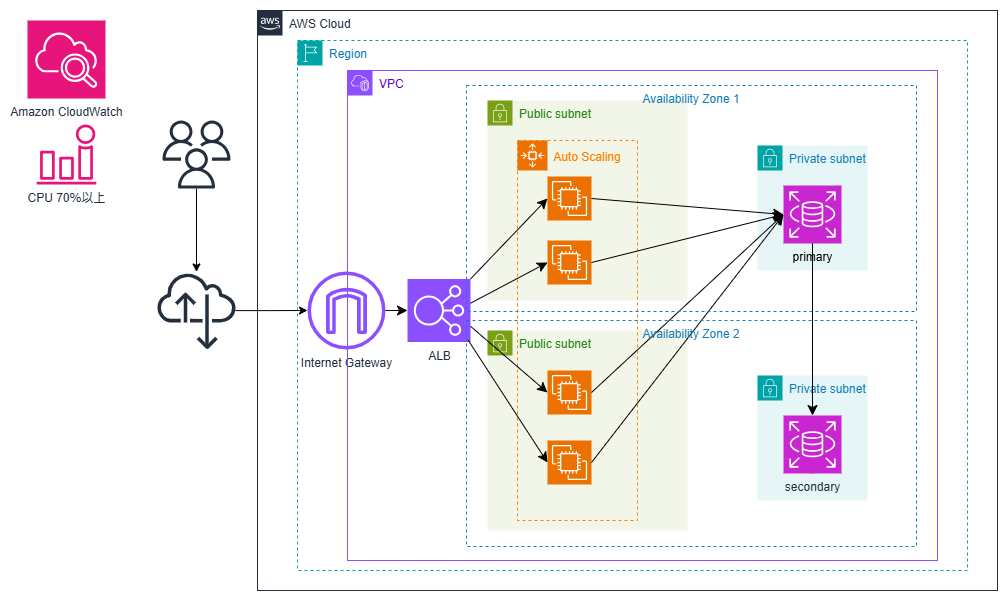 aws
AWS Cloud
Region
VPC
Amazon CloudWatch
CPU 70%以上
Availability Zone 1
Public subnet
Auto Scaling
Private subnet
primary
Internet Gateway
ALB
Availability Zone 2
Public subnet
Private subnet
secondary